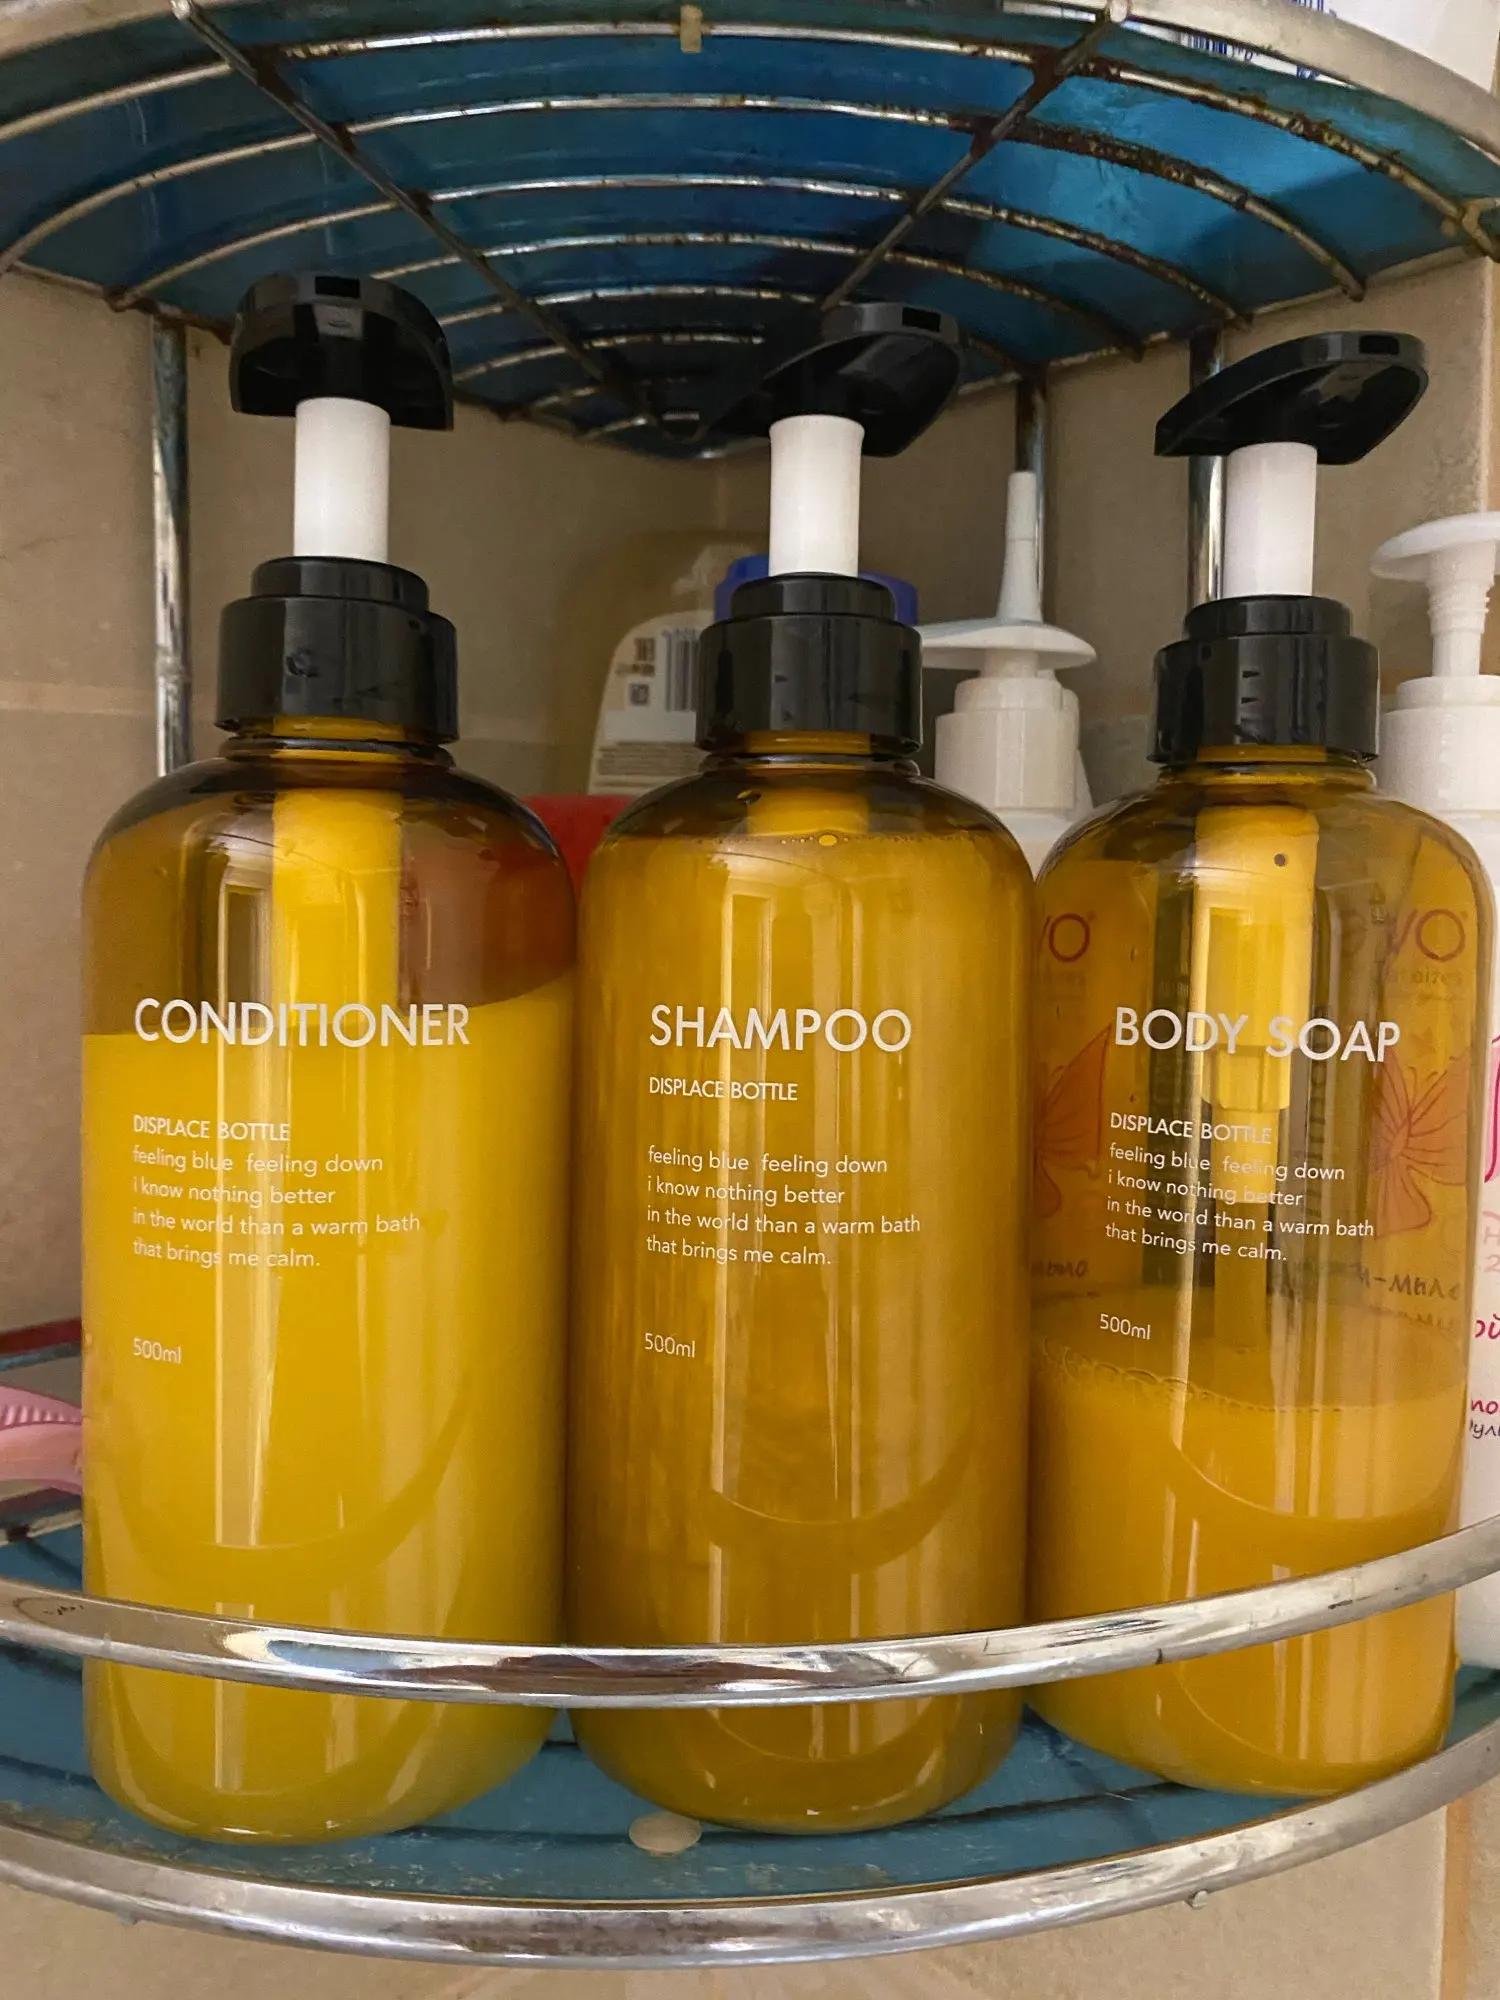 CONDITIONER
DISPLACE BOTTLE
feeling blue feeling down
i know nothing better
in the world than a warm bath
that brings me calm.
500ml
SHAMPOO
DISPLACE BOTTLE
feeling blue feeling down
i know nothing better
in the world than a warm bath
that brings me calm.
500ml
BODY SOAP
DISPLACE BOTTLE
feeling blue feeling down
i know nothing better
in the world than a warm bath
that brings me calm.
500ml